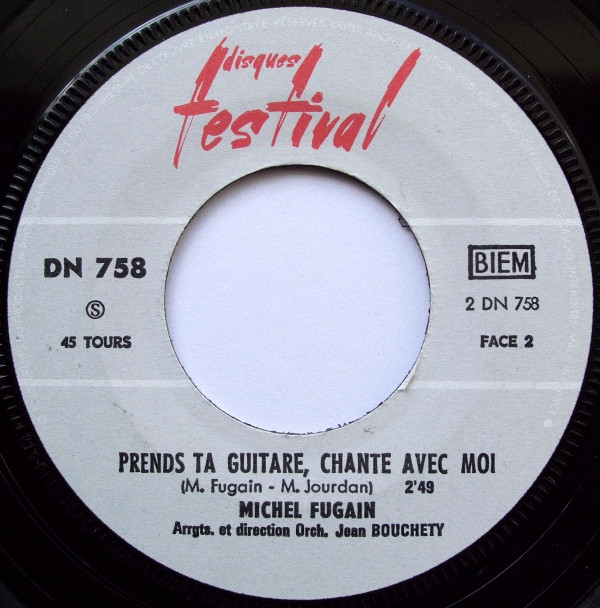 disques
festival
DN 758
S
45 TOURS
BIEM
2 DN 758
FACE 2
PRENDS TA GUITARE, CHANTE AVEC MOI
(M. Fugain - M. Jourdan) 2'49
MICHEL FUGAIN
Arrgts. et direction Orch. Jean BOUCHETY